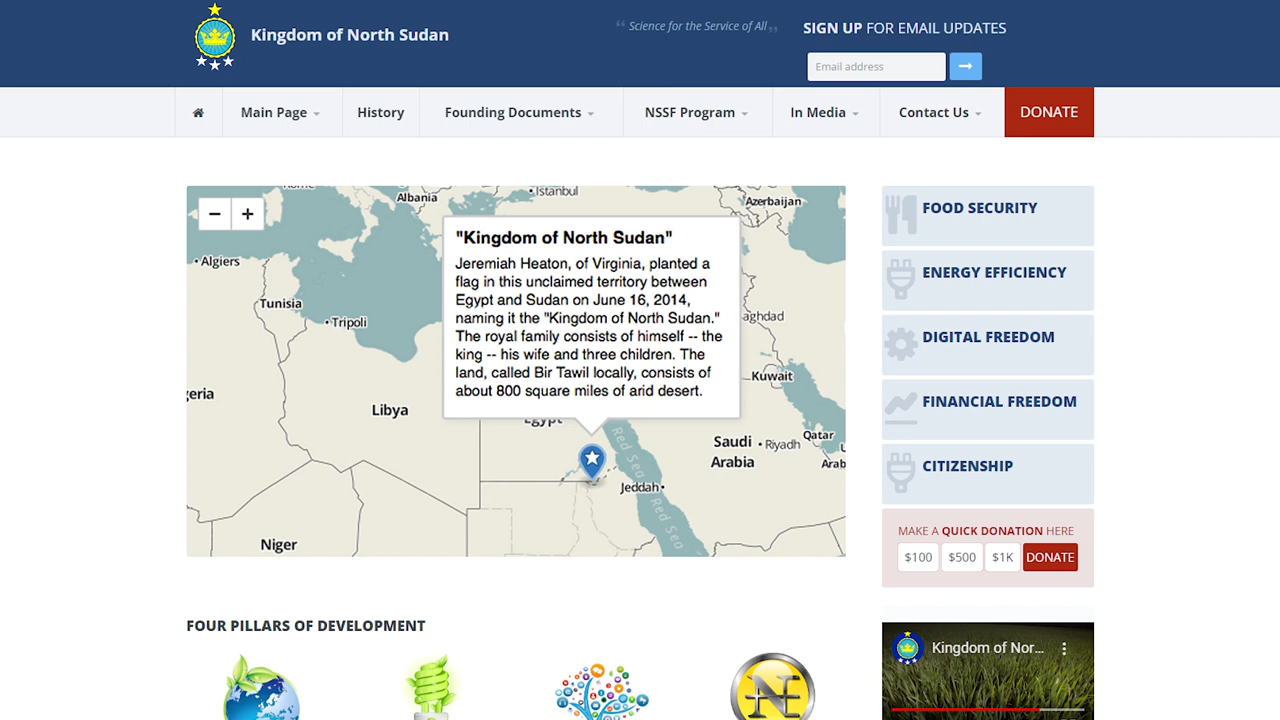 Kingdom of North Sudan
“ Science for the Service of All „
SIGN UP FOR EMAIL UPDATES
Email address
Main Page
History
Founding Documents
NSSF Program
In Media
Contact Us
DONATE
Albania
Istanbul
Azerbaijan
Algiers
Tunisia
Tripoli
"Kingdom of North Sudan"
Jeremiah Heaton, of Virginia, planted a
flag in this unclaimed territory between
Egypt and Sudan on June 16, 2014,
naming it the "Kingdom of North Sudan."
The royal family consists of himself -- the
king -- his wife and three children. The
land, called Bir Tawil locally, consists of
about 800 square miles of arid desert.
aghdad
Kuwait
geria
Libya
Egypt
Red Sea
Saudi
Arabia
Riyadh
Qatar
Arab
Jeddah
Red Sea
Niger
FOOD SECURITY
ENERGY EFFICIENCY
DIGITAL FREEDOM
FINANCIAL FREEDOM
CITIZENSHIP
MAKE A QUICK DONATION HERE
$100
$500
$1K
DONATE
FOUR PILLARS OF DEVELOPMENT
Kingdom of Nor...